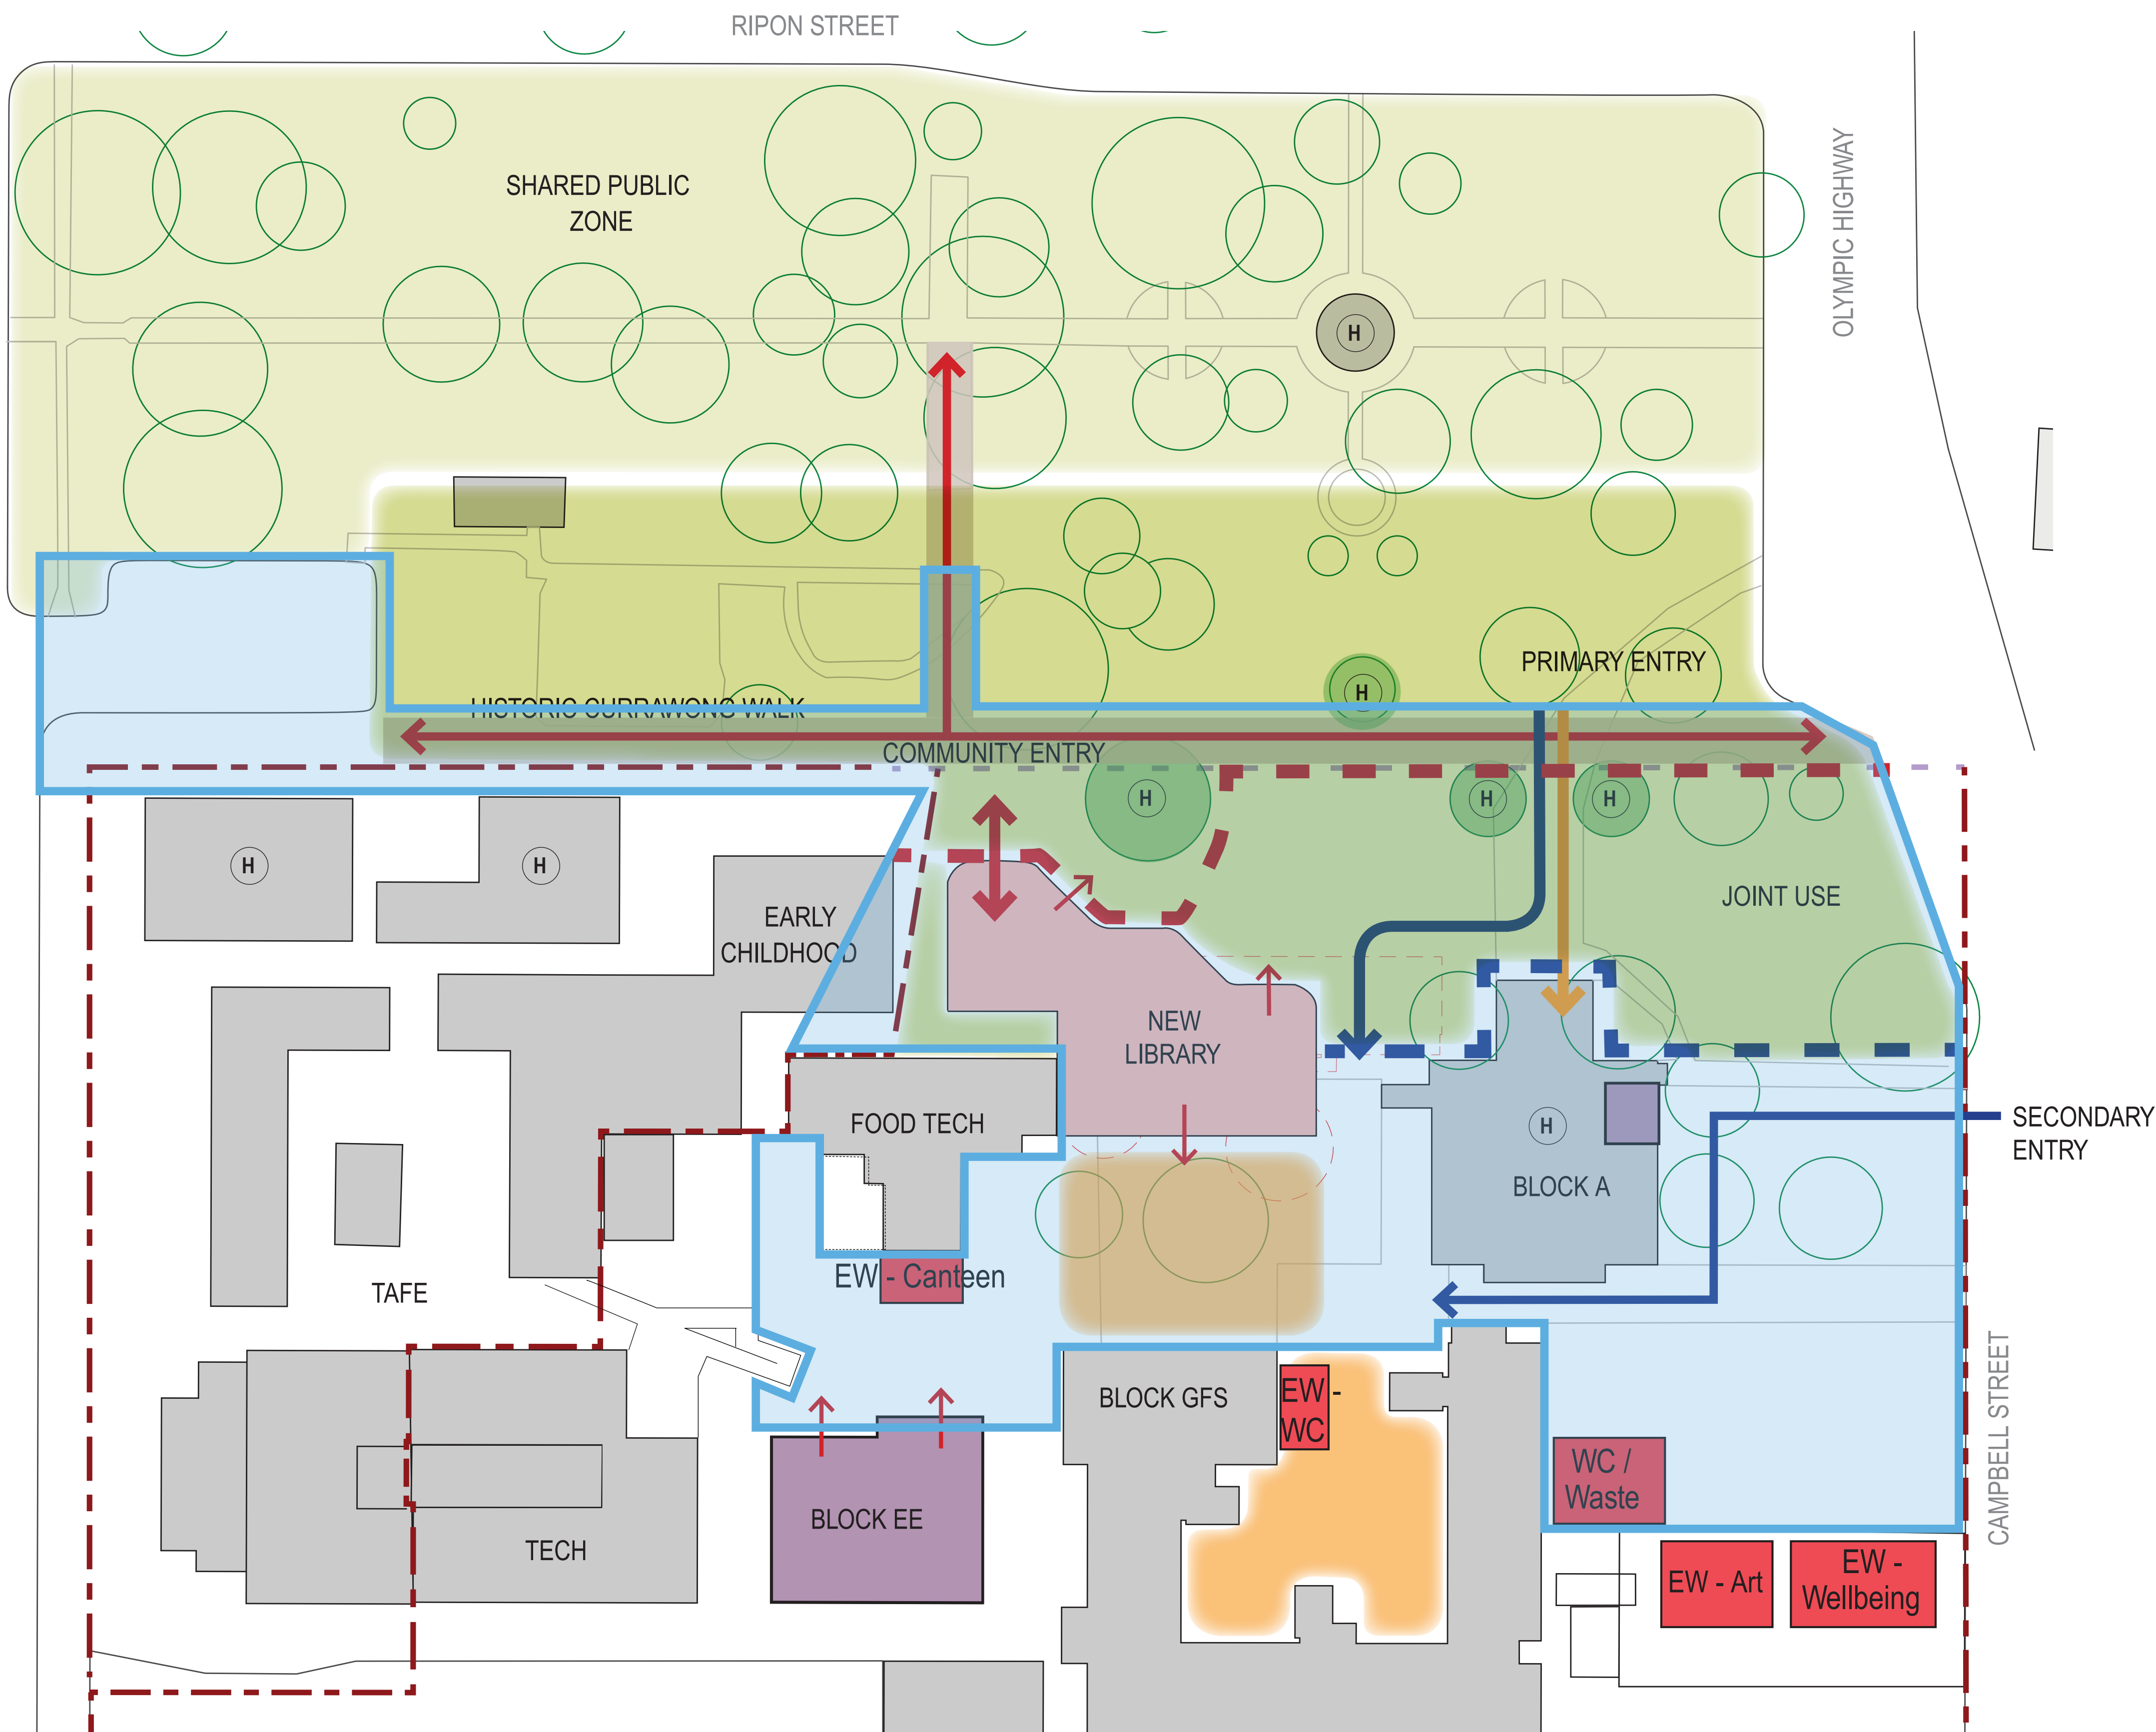 RIPON STREET
OLYMPIC HIGHWAY
SHARED PUBLIC
ZONE
H
PRIMARY ENTRY
H
HISTORIC CURRAWONG WALK
COMMUNITY ENTRY
H
H
H
H
H
JOINT USE
EARLY
CHILDHOOD
NEW
LIBRARY
FOOD TECH
H
SECONDARY
ENTRY
BLOCK A
EW - Canteen
TAFE
CAMPBELL STREET
BLOCK GFS
EW -
WC
WC /
Waste
BLOCK EE
TECH
EW - Art
EW -
Wellbeing